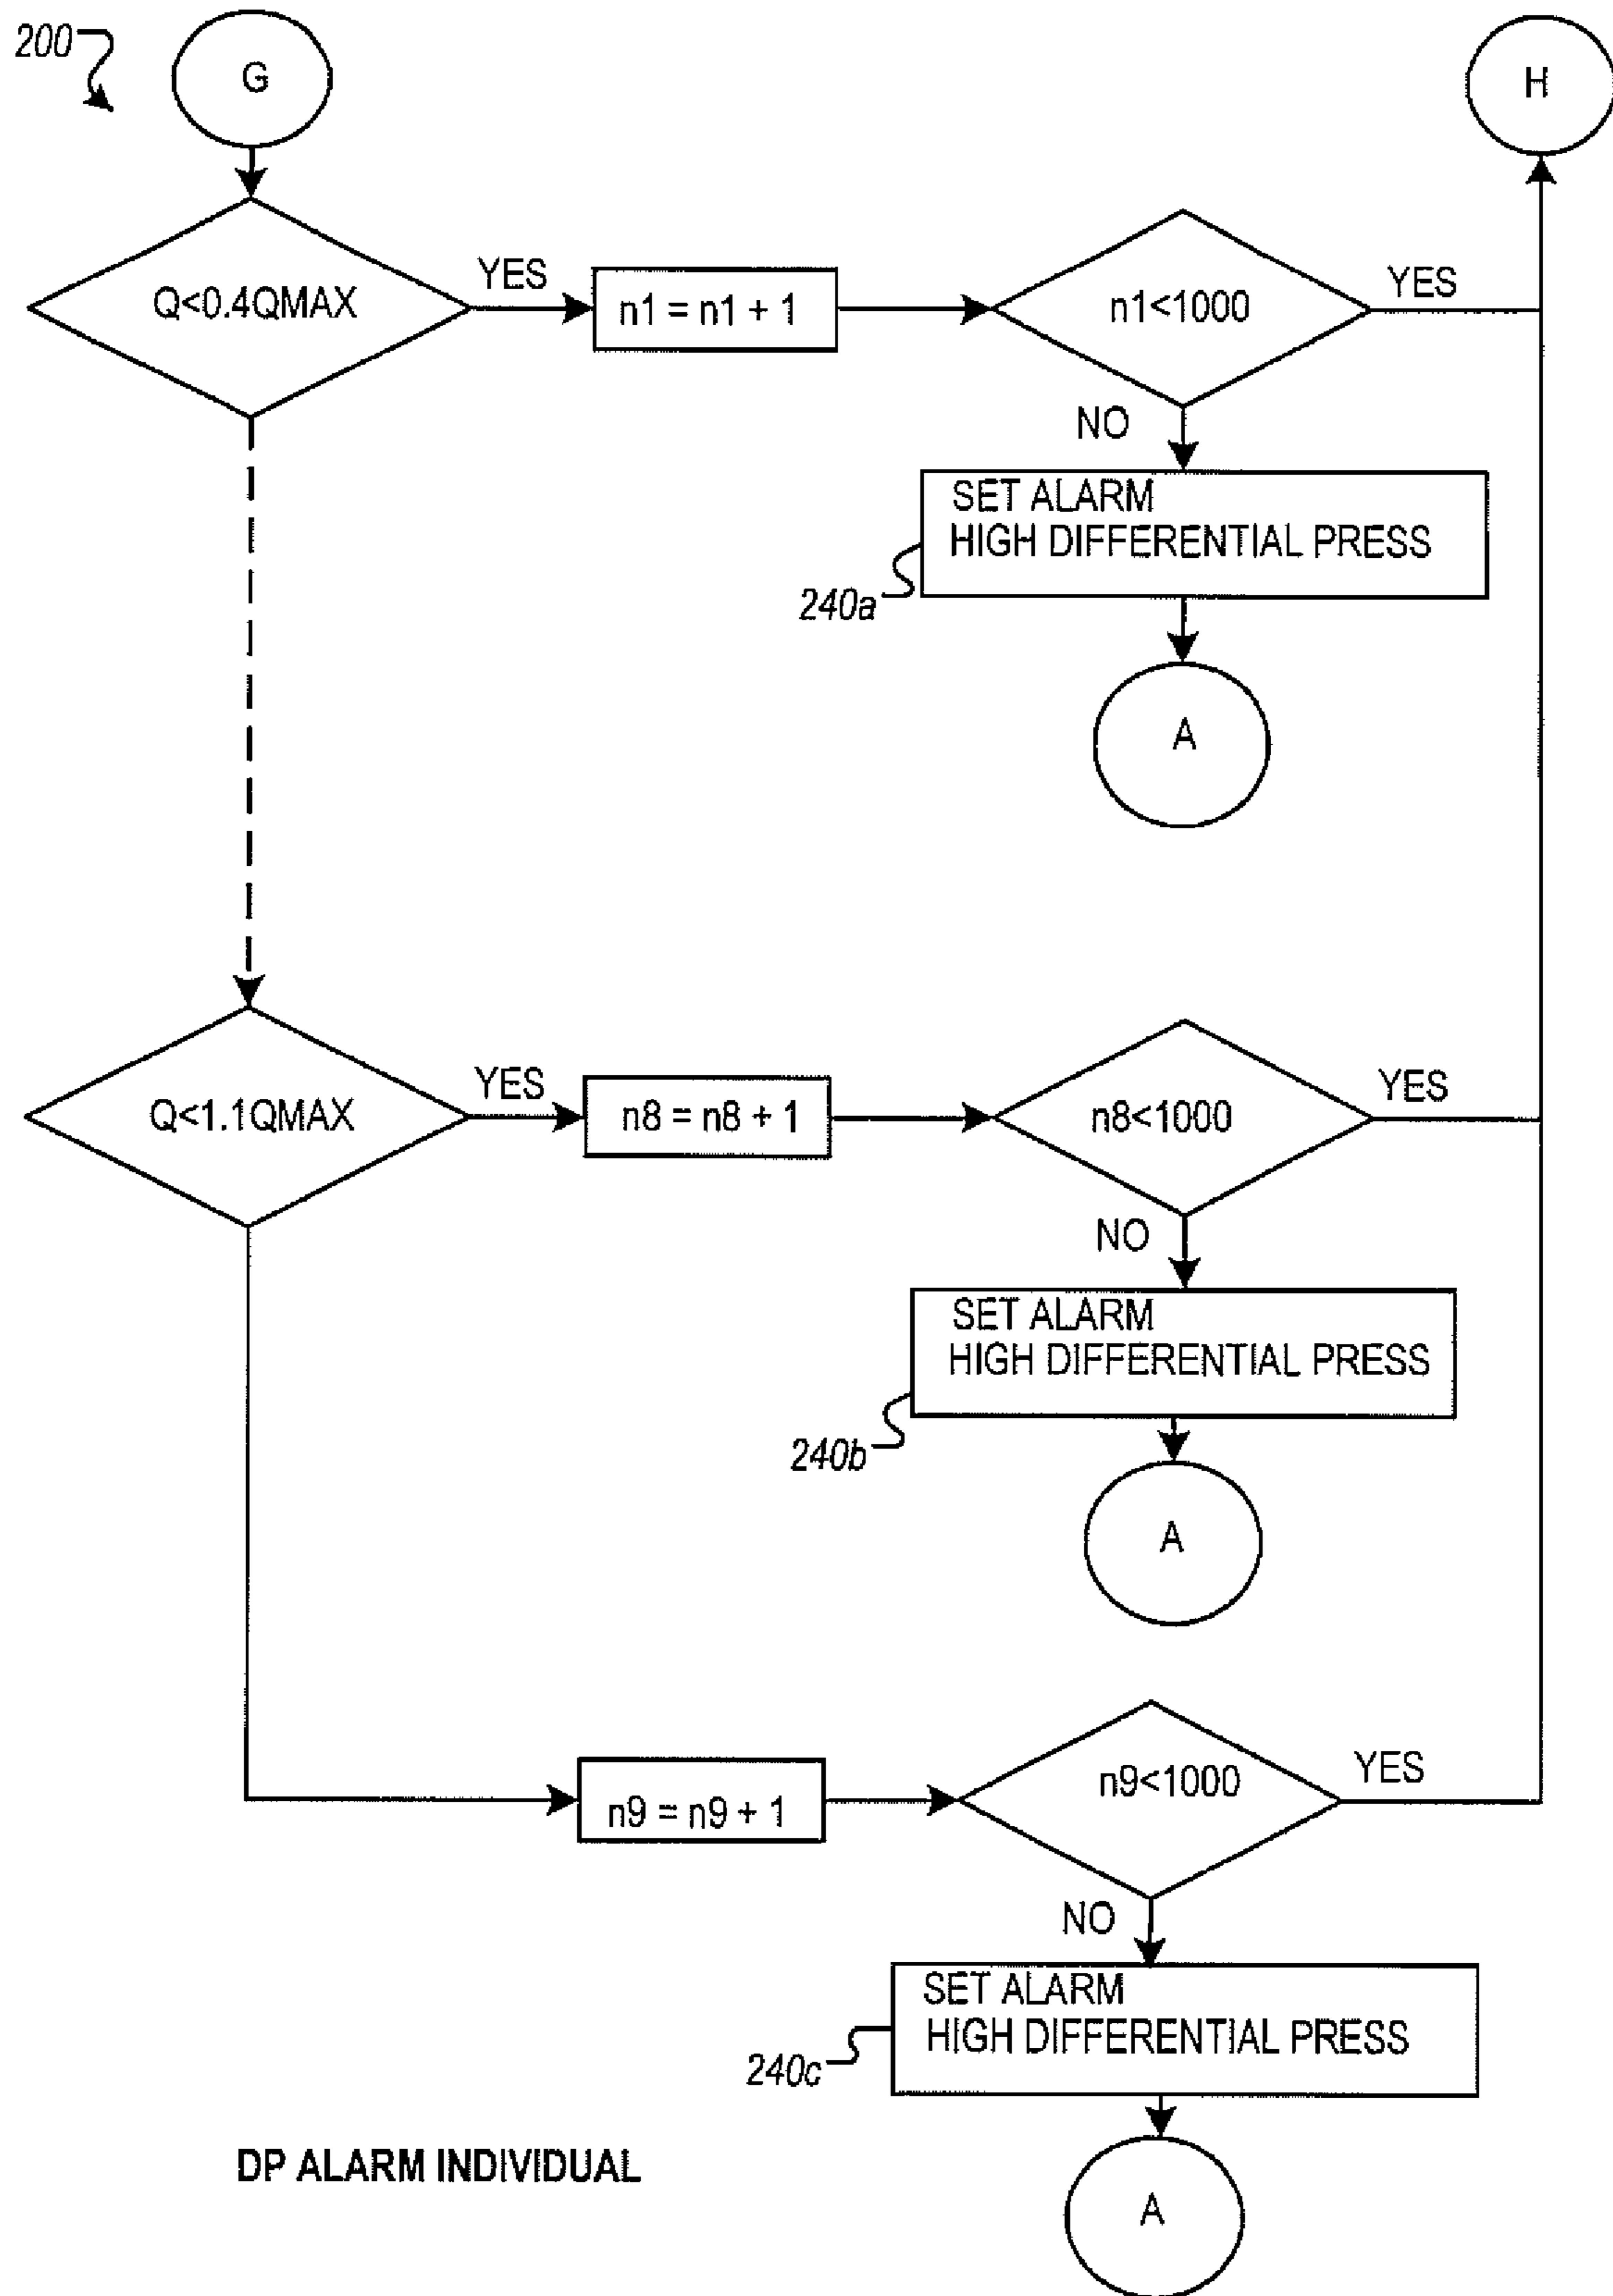 200
G
H
Q<0.4QMAX
YES
n1 = n1 + 1
n1<1000
YES
NO
SET ALARM
HIGH DIFFERENTIAL PRESS
240a
A
Q<1.1QMAX
YES
n8 = n8 + 1
n8<1000
YES
NO
SET ALARM
HIGH DIFFERENTIAL PRESS
240b
A
n9 = n9 + 1
n9<1000
YES
NO
SET ALARM
HIGH DIFFERENTIAL PRESS
240c
DP ALARM INDIVIDUAL
A